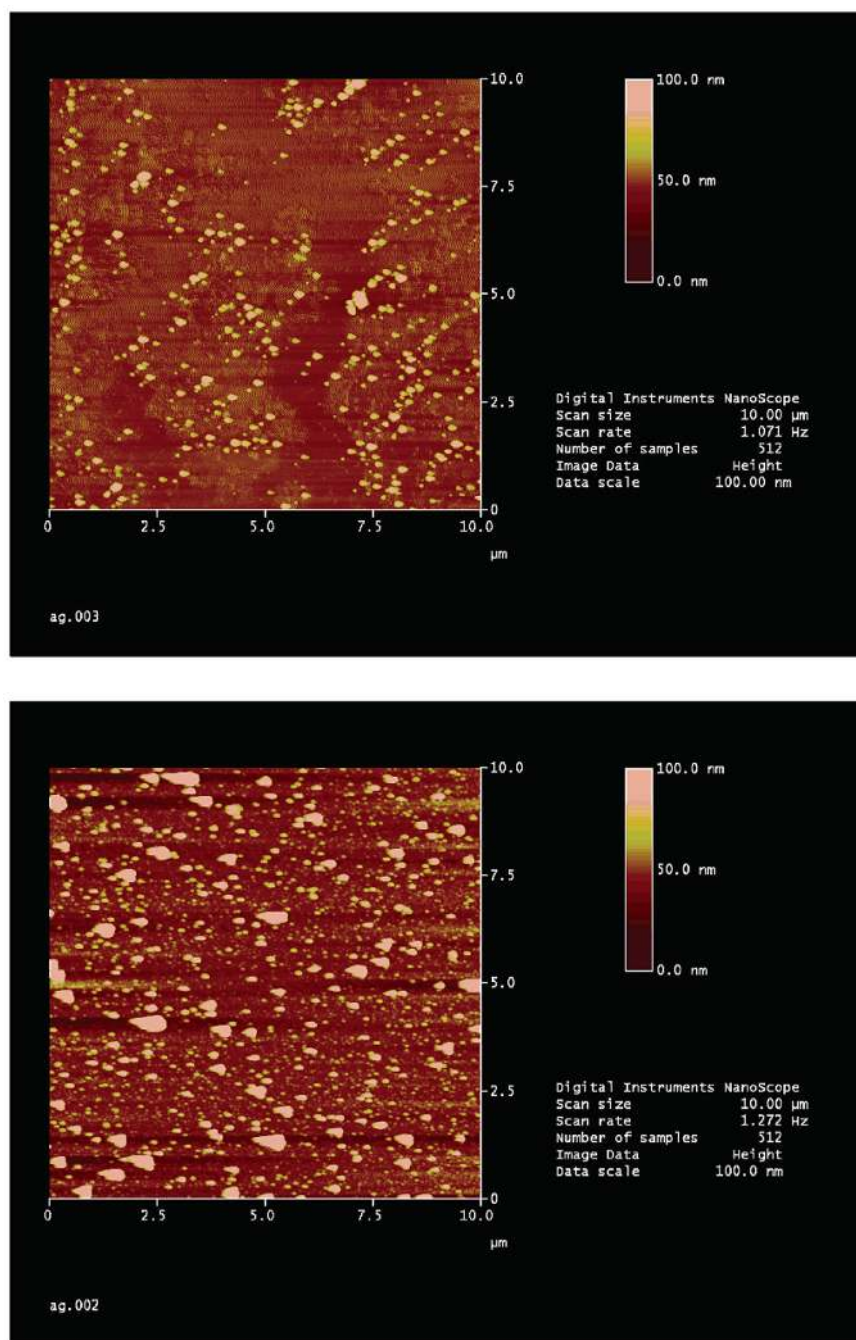 100.0 nm
50.0 nm
0.0 nm
10.0
7.5
5.0
2.5
0
0
2.5
5.0
7.5
10.0
µm
Digital Instruments NanoScope
Scan size 10.00 µm
Scan rate 1.071 Hz
Number of samples 512
Image Data Height
Data scale 100.00 nm
ag.003
100.0 nm
50.0 nm
0.0 nm
10.0
7.5
5.0
2.5
0
0
2.5
5.0
7.5
10.0
µm
Digital Instruments NanoScope
Scan size 10.00 µm
Scan rate 1.272 Hz
Number of samples 512
Image Data Height
Data scale 100.0 nm
ag.002